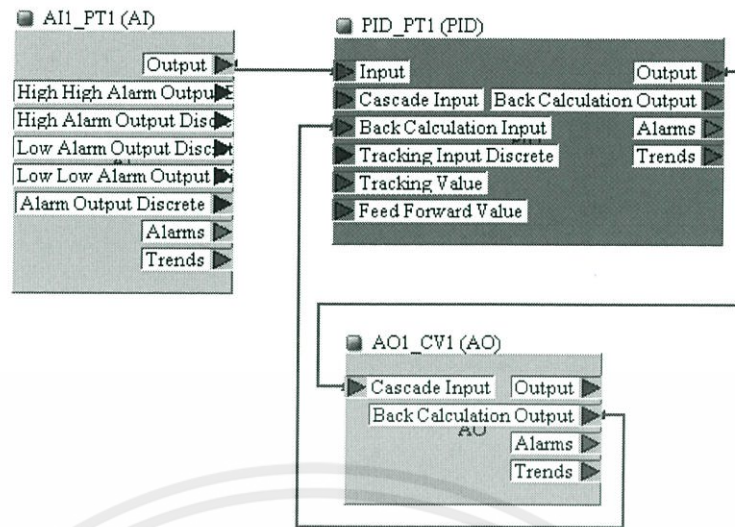 AI1_PT1 (AI)
Output
High High Alarm Output
High Alarm Output Disc
Low Alarm Output Disc
Low Low Alarm Output
Alarm Output Discrete
Alarms
Trends
PID_PT1 (PID)
Input
Cascade Input
Back Calculation Input
Tracking Input Discrete
Tracking Value
Feed Forward Value
Output
Back Calculation Output
Alarms
Trends
AO1_CV1 (AO)
Cascade Input
Output
Back Calculation Output
AO
Alarms
Trends